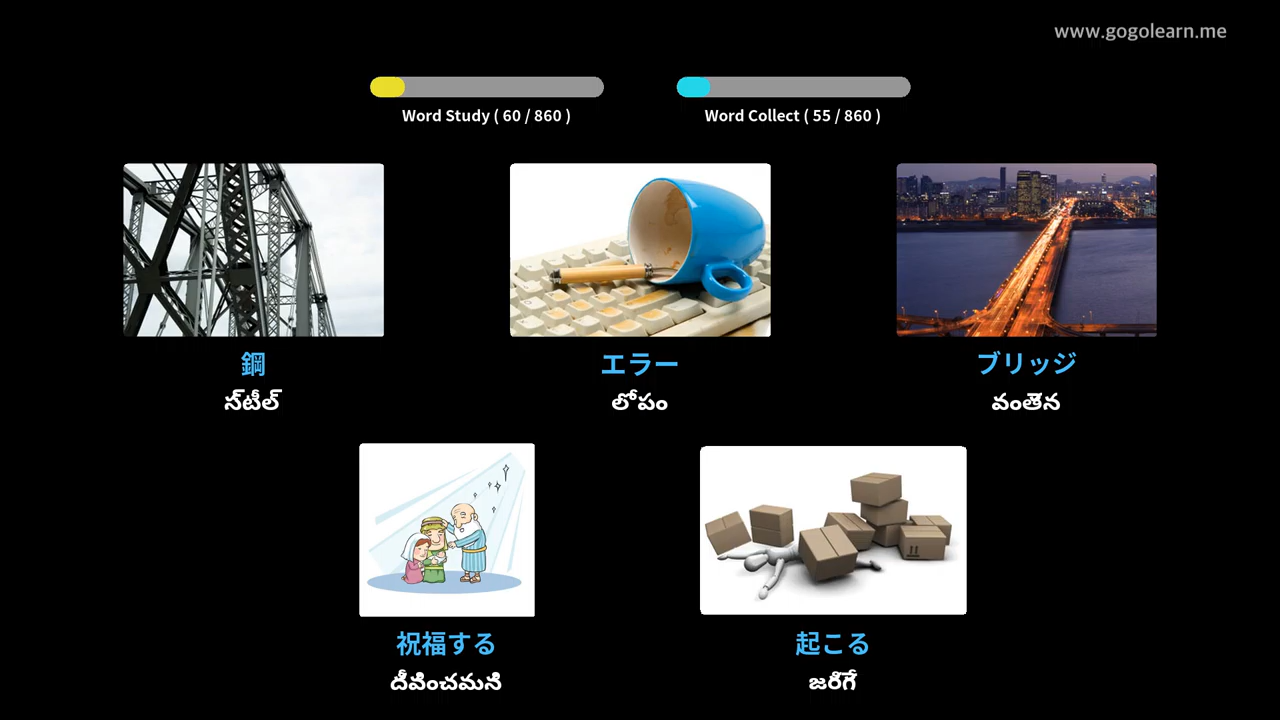 www.gogolearn.me
Word Study ( 60 / 860 )
Word Collect ( 55 / 860 )
鋼
స్‌టీల్
エラー
లోపం
ブリッジ
వంతెన
祝福する
దీవించమని
起こる
జరిగే